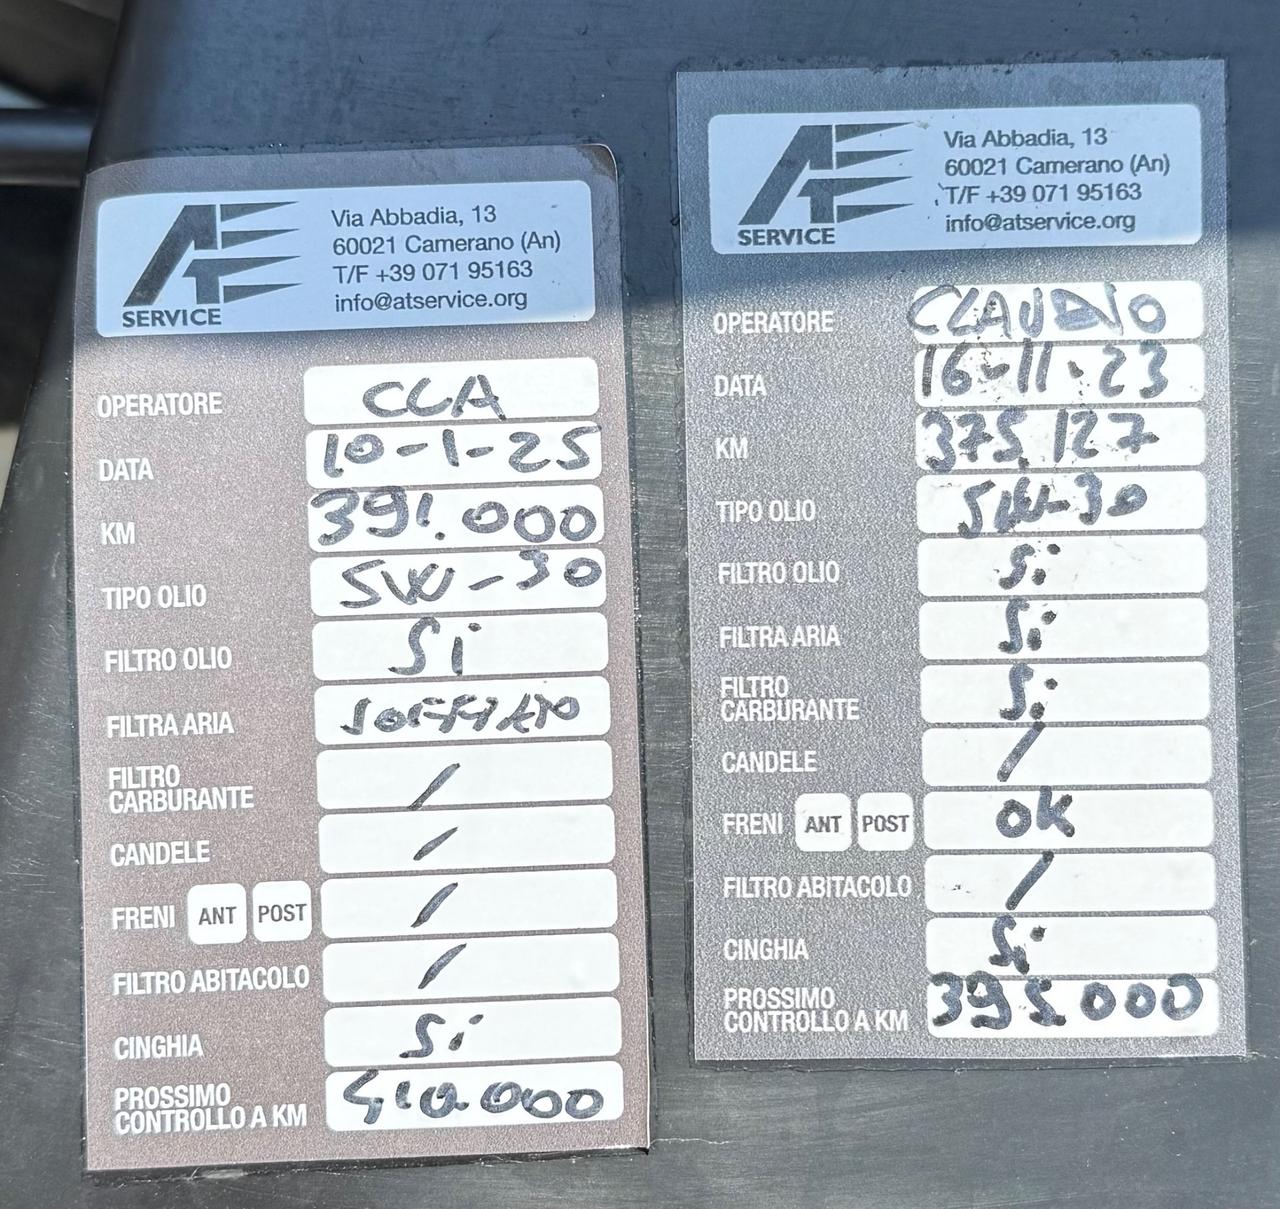 AT
SERVICE
Via Abbadia, 13
60021 Camerano (An)
T/F +39 071 95163
info@atservice.org
OPERATORE CLA
DATA 10-1-25
KM 391.000
TIPO OLIO 5W-30
FILTRO OLIO Si
FILTRA ARIA SOFFIATO
FILTRO
CARBURANTE /
CANDELE /
FRENI ANT POST /
FILTRO ABITACOLO /
CINGHIA Si
PROSSIMO
CONTROLLO A KM 410.000
AT
SERVICE
Via Abbadia, 13
60021 Camerano (An)
T/F +39 071 95163
info@atservice.org
OPERATORE CLAUDIO
DATA 16-11-23
KM 375.127
TIPO OLIO 5W-30
FILTRO OLIO Si
FILTRA ARIA Si
FILTRO
CARBURANTE Si
CANDELE /
FRENI ANT POST OK
FILTRO ABITACOLO /
CINGHIA Si
PROSSIMO
CONTROLLO A KM 395.000